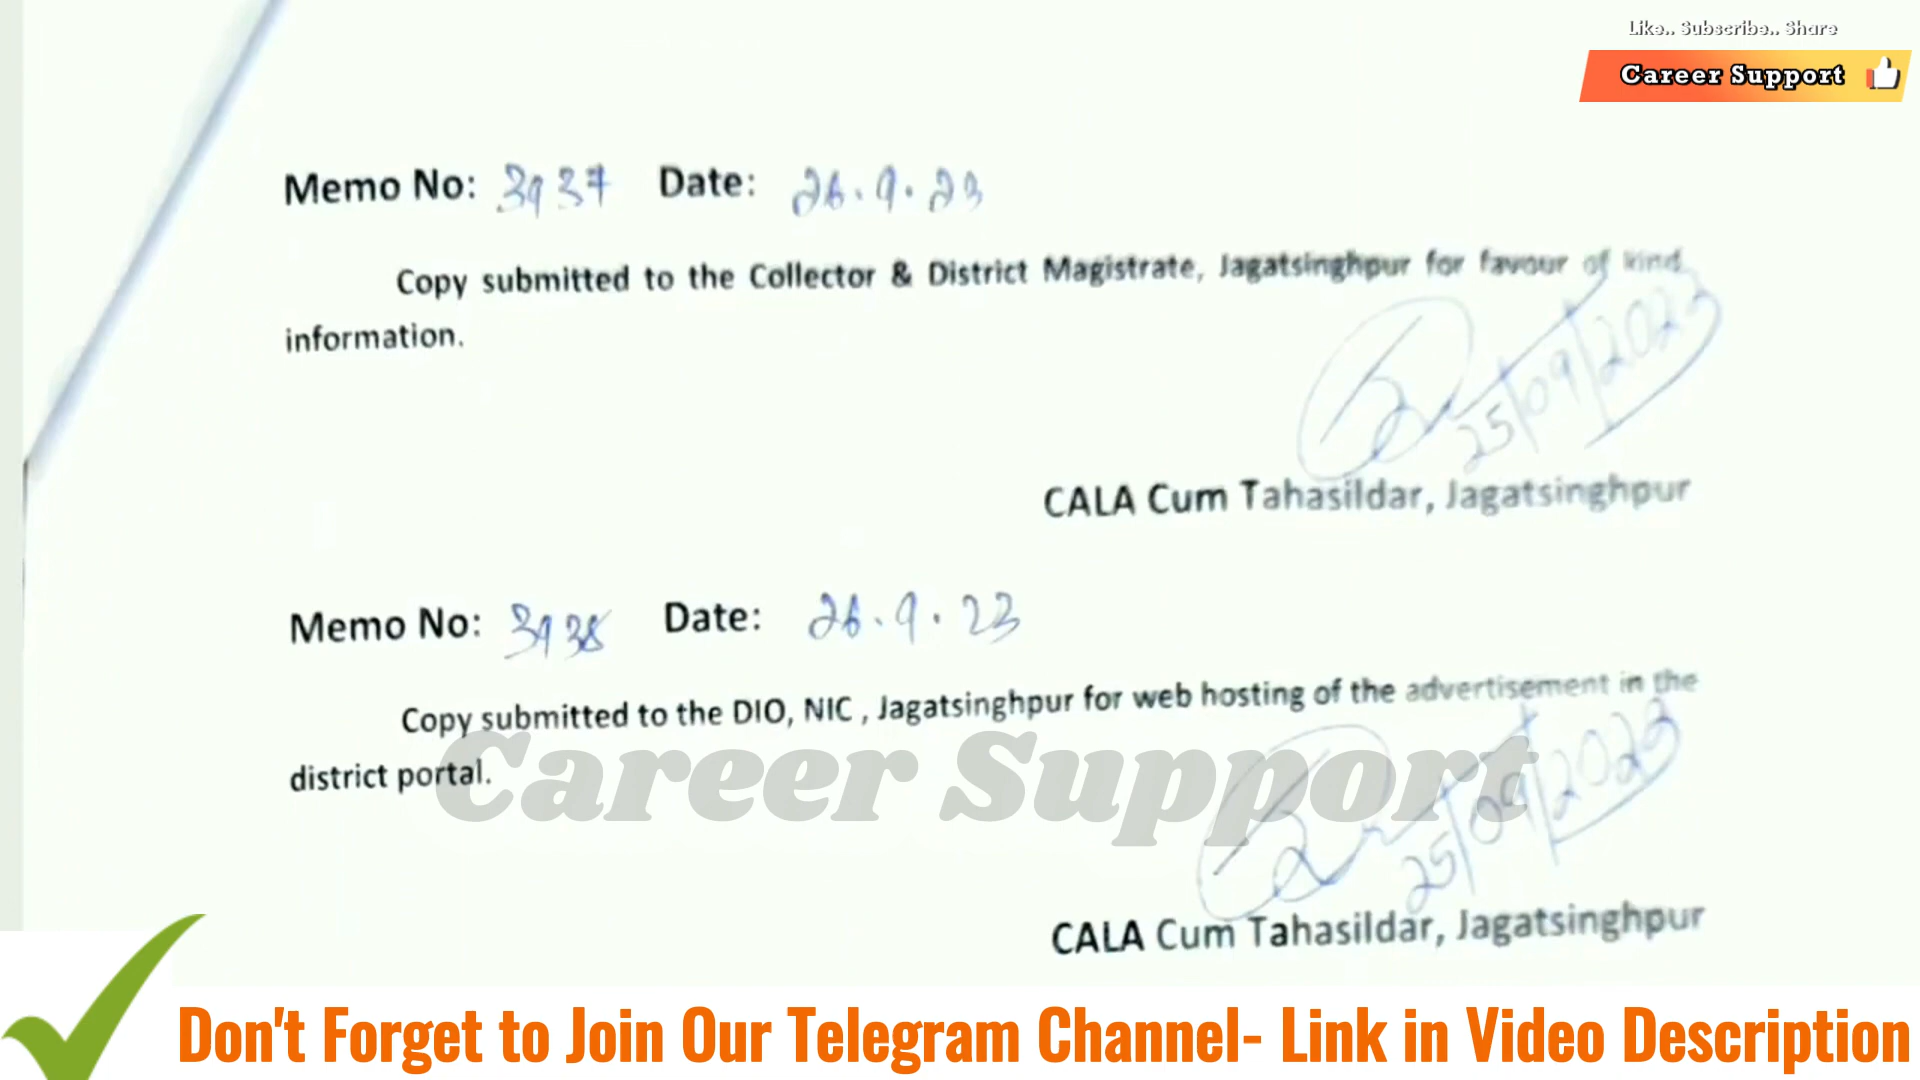 Like.. Subscribe.. Share
Career Support
Memo No: 3937 Date: 26.9.23
Copy submitted to the Collector & District Magistrate, Jagatsinghpur for favour of kind
information.
25/09/2023
CALA Cum Tahasildar, Jagatsinghpur
Memo No: 3938 Date: 26.9.23
Copy submitted to the DIO, NIC , Jagatsinghpur for web hosting of the advertisement in the
district portal.
Career Support
25/09/2023
CALA Cum Tahasildar, Jagatsinghpur
Don't Forget to Join Our Telegram Channel- Link in Video Description